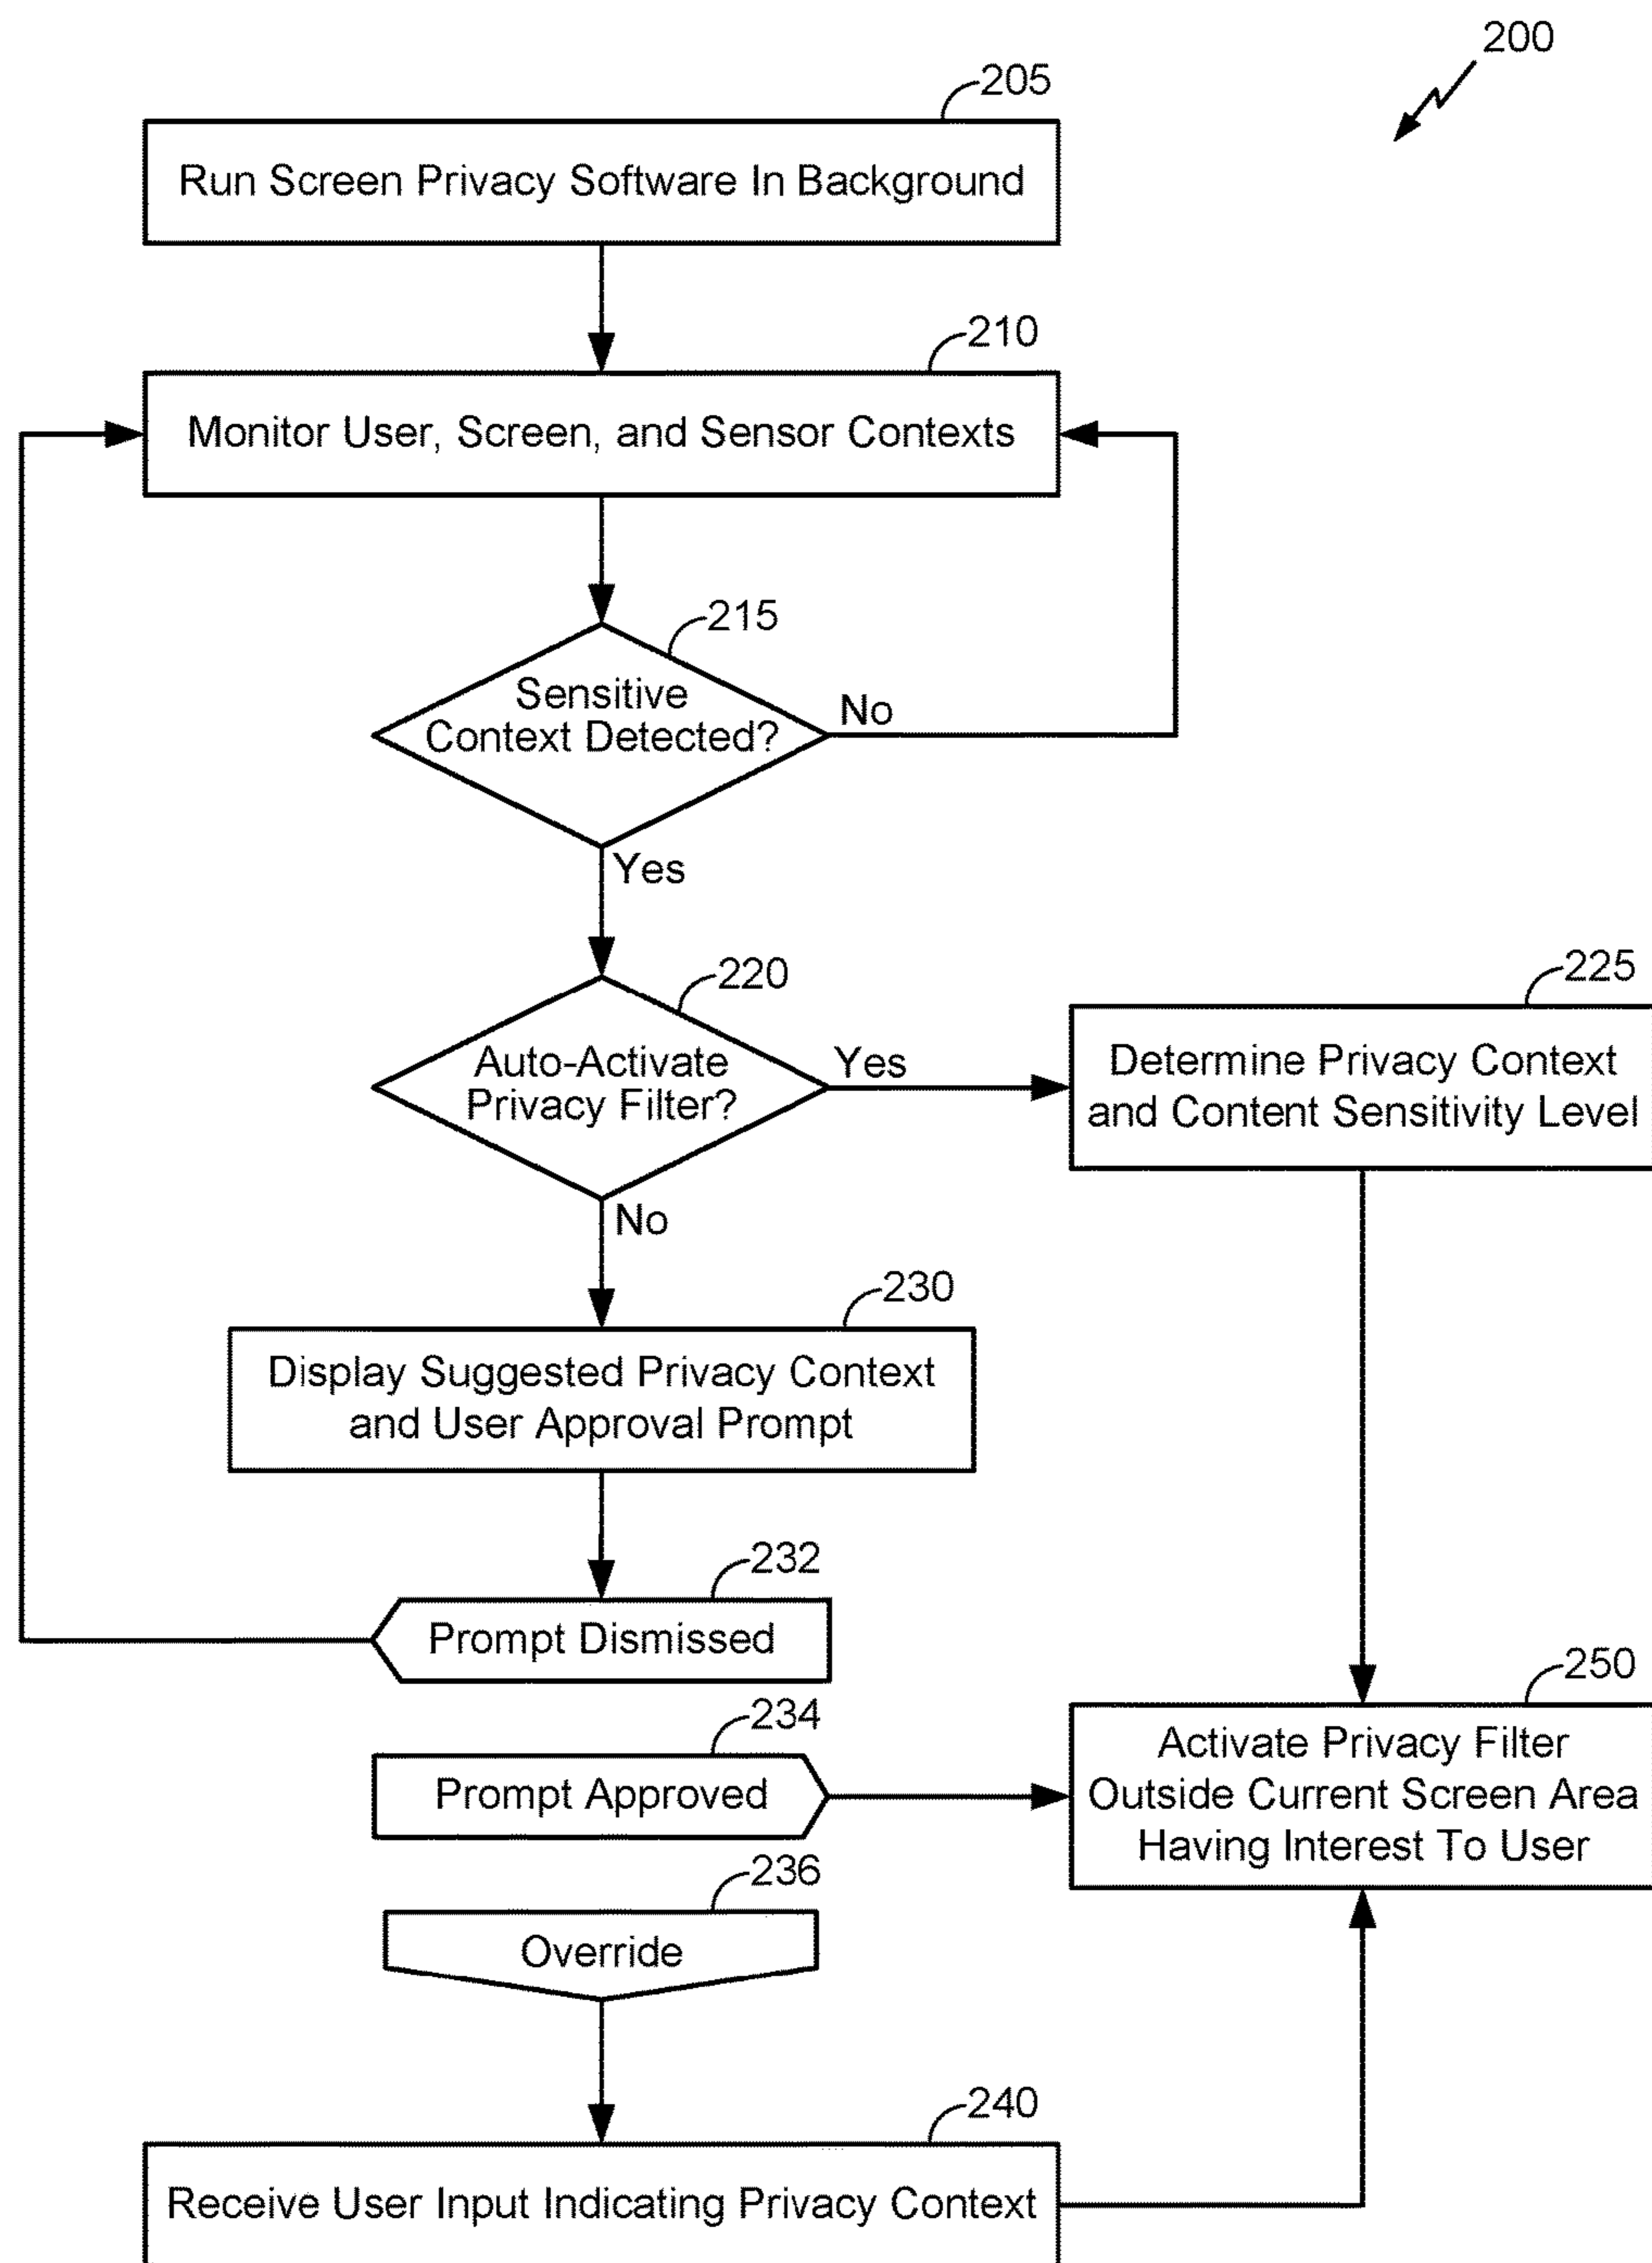 200
205
Run Screen Privacy Software In Background
210
Monitor User, Screen, and Sensor Contexts
215
Sensitive
Context Detected?
No
Yes
220
Auto-Activate
Privacy Filter?
Yes
225
Determine Privacy Context
and Content Sensitivity Level
No
230
Display Suggested Privacy Context
and User Approval Prompt
232
Prompt Dismissed
234
Prompt Approved
250
Activate Privacy Filter
Outside Current Screen Area
Having Interest To User
236
Override
240
Receive User Input Indicating Privacy Context